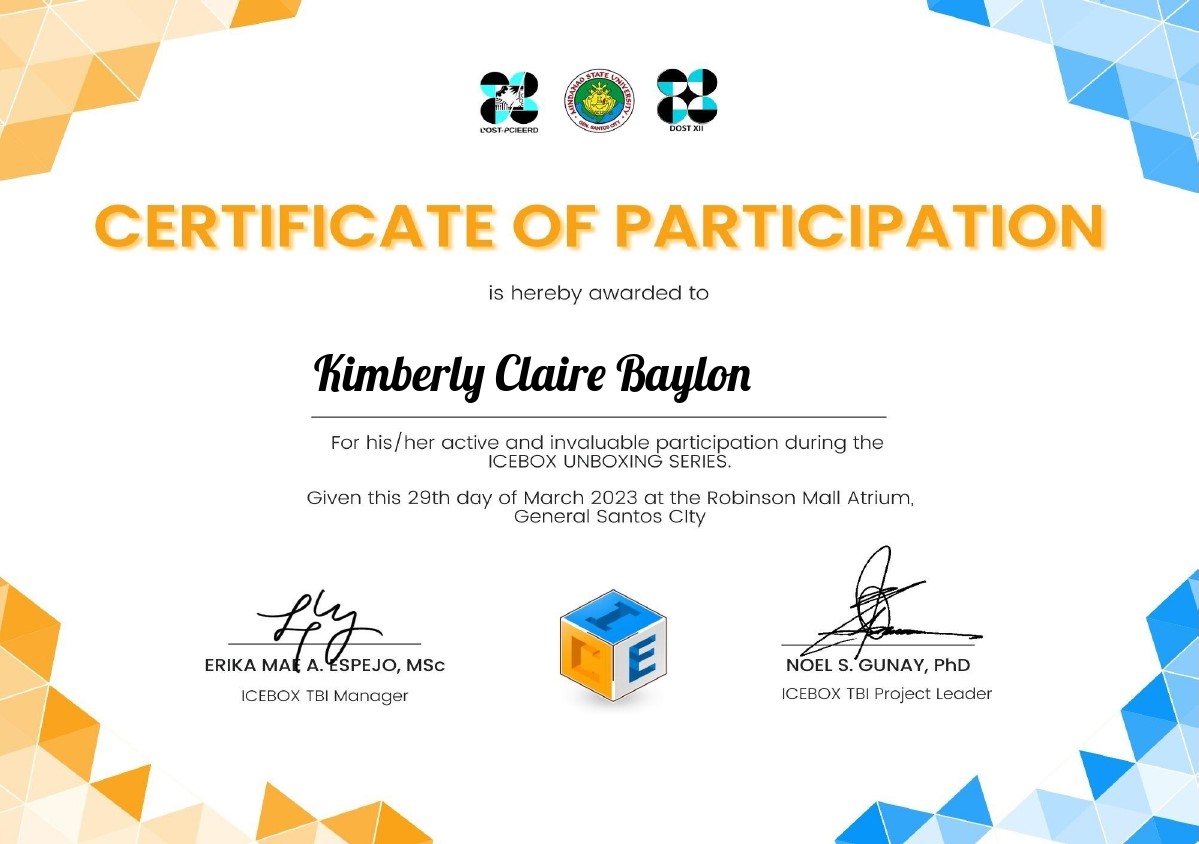 DOST-PCIEERD
MINDANAO STATE UNIVERSITY
GEN. SANTOS CITY
DOST XII
CERTIFICATE OF PARTICIPATION
is hereby awarded to
Kimberly Claire Baylon
For his/her active and invaluable participation during the
ICEBOX UNBOXING SERIES.
Given this 29th day of March 2023 at the Robinson Mall Atrium,
General Santos CIty
I
C E
ERIKA MAE A. ESPEJO, MSc
ICEBOX TBI Manager
NOEL S. GUNAY, PhD
ICEBOX TBI Project Leader